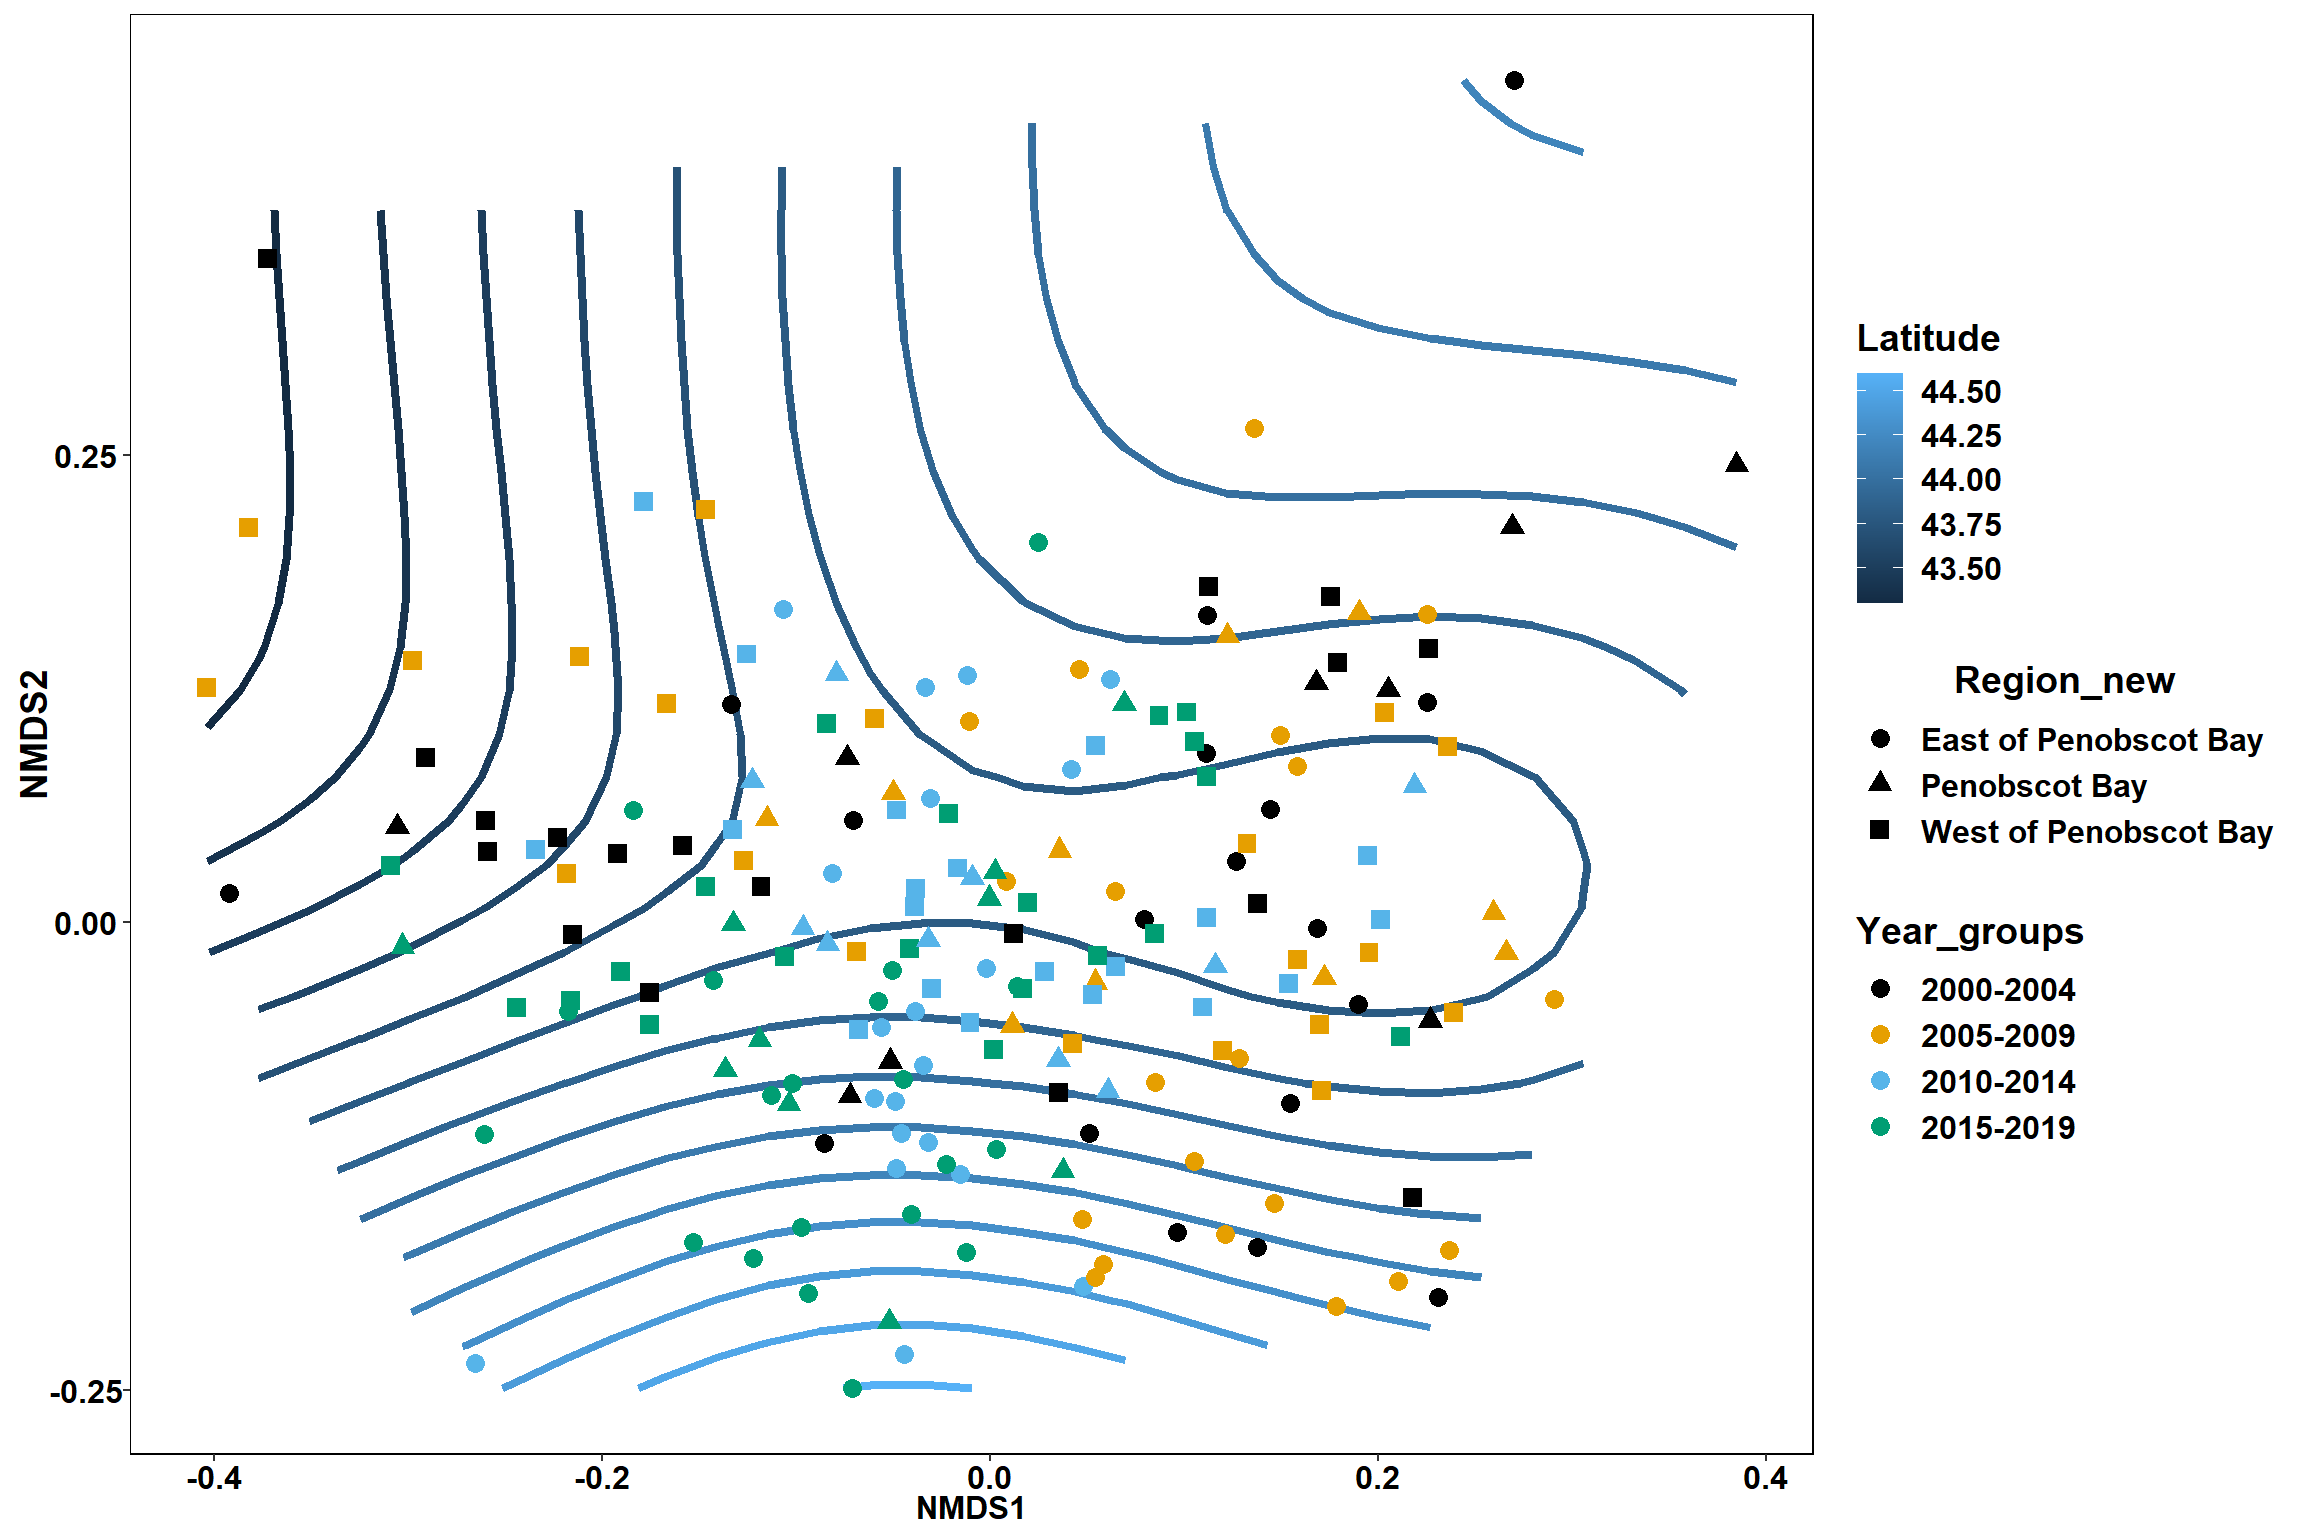 0.25
0.00
-0.25
NMDS2
-0.4
-0.2
0.0
0.2
0.4
NMDS1
Latitude
44.50
44.25
44.00
43.75
43.50
Region_new
East of Penobscot Bay
Penobscot Bay
West of Penobscot Bay
Year_groups
2000-2004
2005-2009
2010-2014
2015-2019